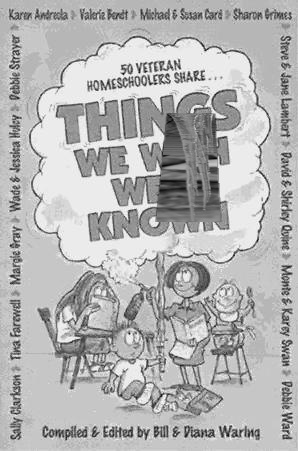 Karen Andreola Valerie Bendt Michael & Susan Card Sharon Grimes
Steve & Jane Lambert David & Shirley Quine Monte & Karey Swan Debbie Ward
Sally Clarkson Tina Farewell Margie Gray Wade & Jessica Hulcy Debbie Strayer
50 VETERAN
HOMESCHOOLERS SHARE...
THINGS
WE
WE
KNOWN
Compiled & Edited by Bill & Diana Waring